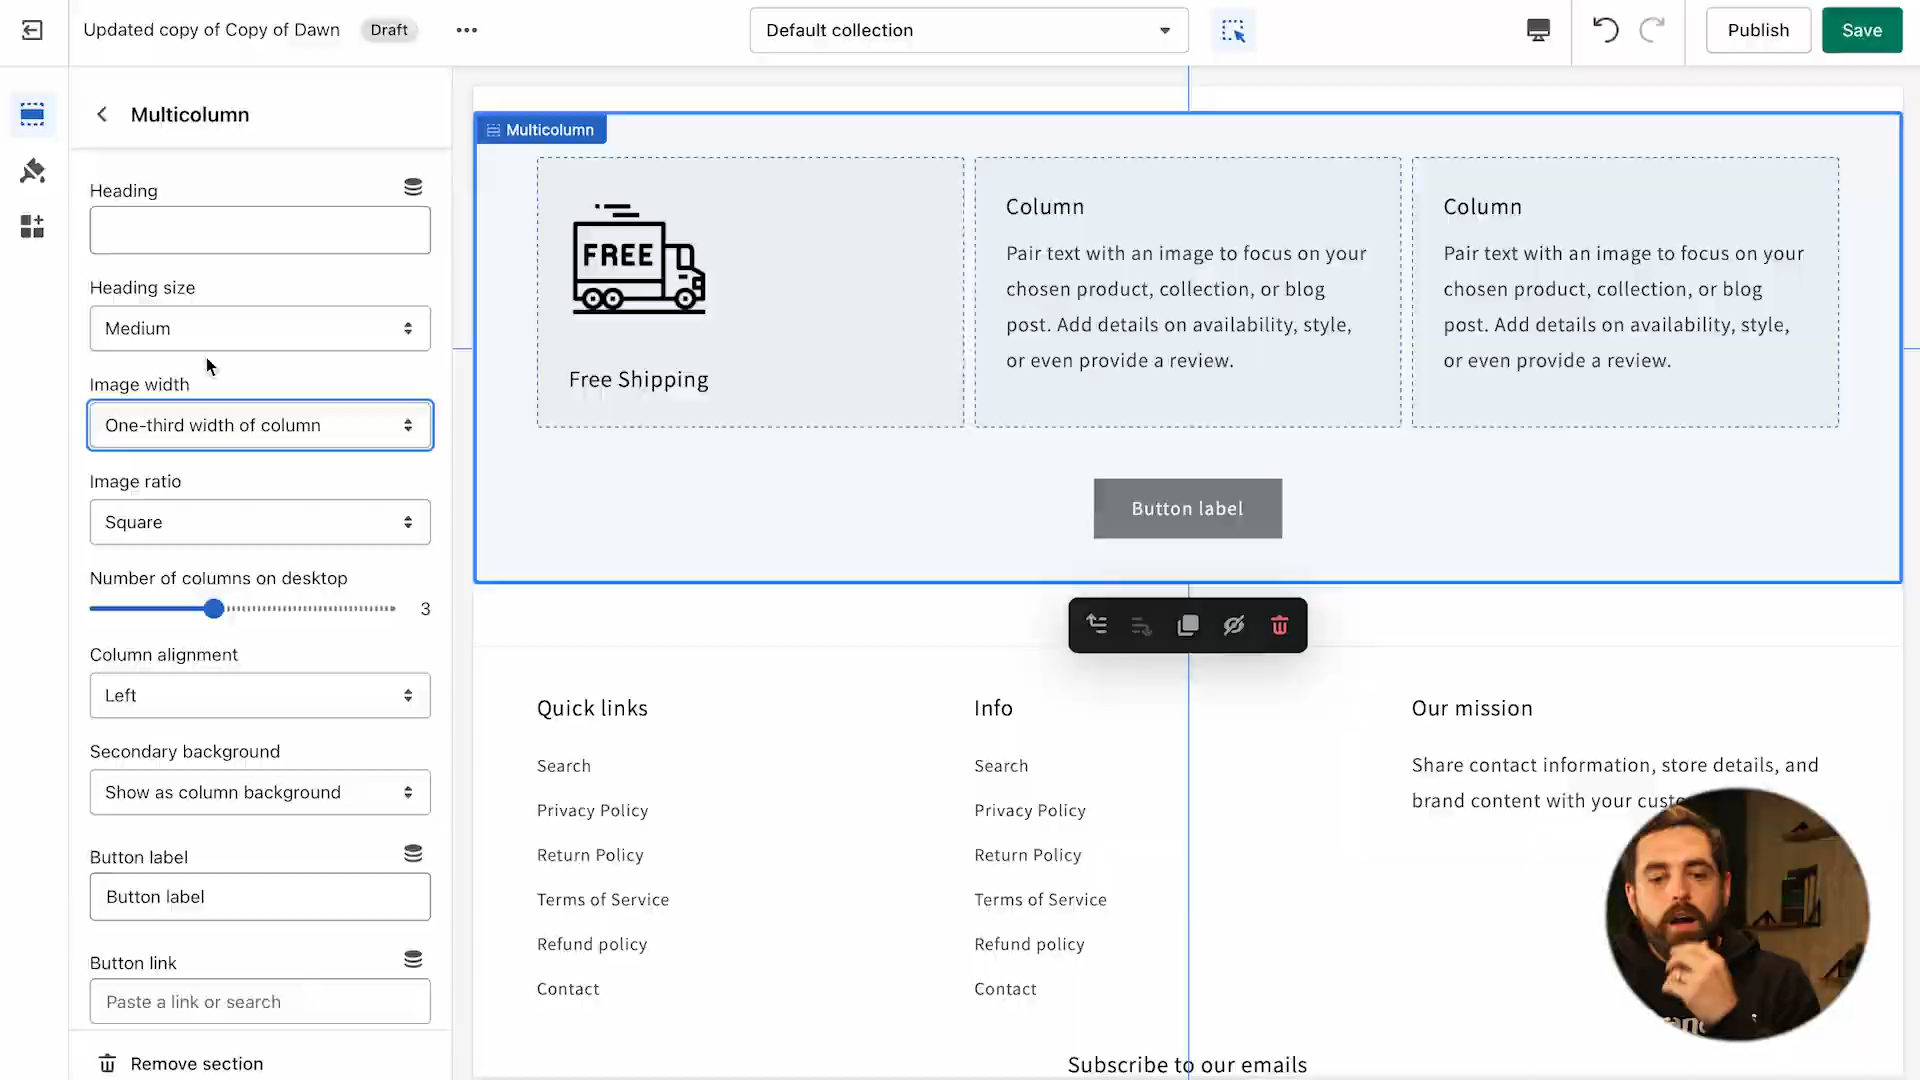 Updated copy of Copy of Dawn
Draft
Default collection
Publish
Save
Multicolumn
Heading
Heading size
Medium
Image width
One-third width of column
Image ratio
Square
Number of columns on desktop
3
Column alignment
Left
Secondary background
Show as column background
Button label
Button label
Button link
Paste a link or search
Remove section
Multicolumn
FREE
Free Shipping
Column
Pair text with an image to focus on your
chosen product, collection, or blog
post. Add details on availability, style,
or even provide a review.
Column
Pair text with an image to focus on your
chosen product, collection, or blog
post. Add details on availability, style,
or even provide a review.
Button label
Quick links
Search
Privacy Policy
Return Policy
Terms of Service
Refund policy
Contact
Info
Search
Privacy Policy
Return Policy
Terms of Service
Refund policy
Contact
Our mission
Share contact information, store details, and
brand content with your
Subscribe to our emails